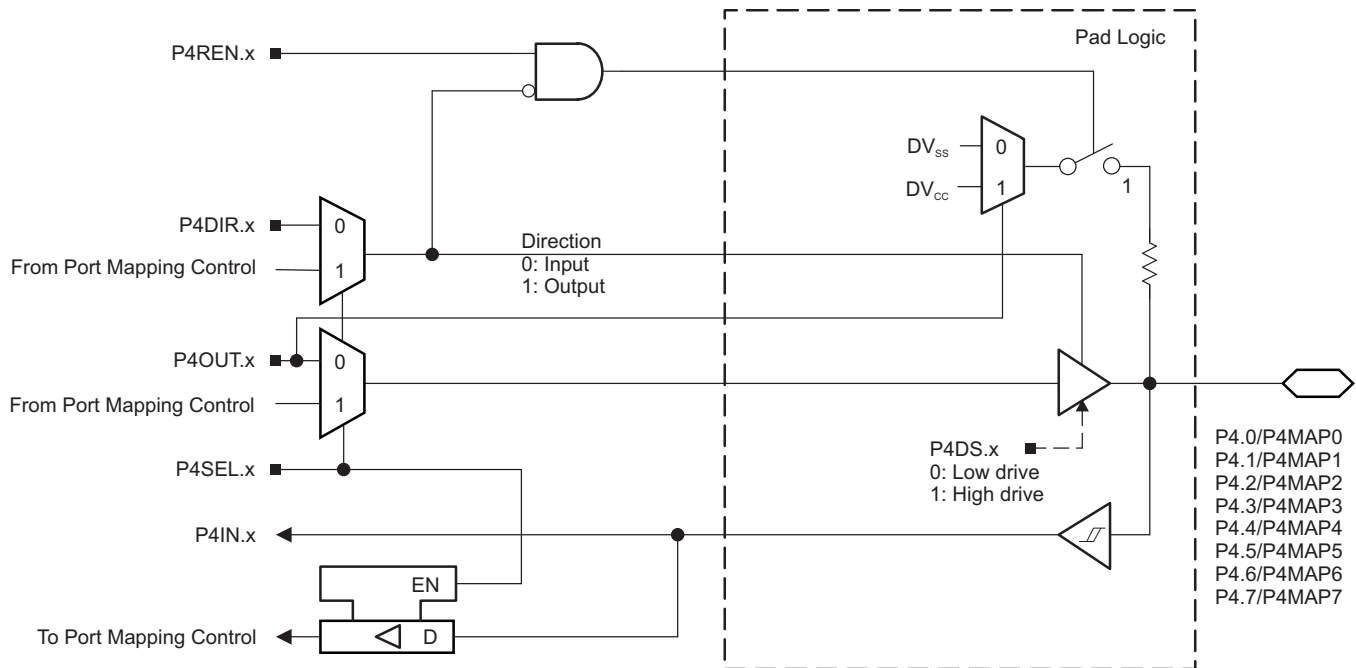 Pad Logic
P4REN.x
DVSS
0
DVCC
1
1
P4DIR.x
0
From Port Mapping Control
1
Direction
0: Input
1: Output
P4OUT.x
0
From Port Mapping Control
1
P4SEL.x
P4DS.x
0: Low drive
1: High drive
P4.0/P4MAP0
P4.1/P4MAP1
P4.2/P4MAP2
P4.3/P4MAP3
P4.4/P4MAP4
P4.5/P4MAP5
P4.6/P4MAP6
P4.7/P4MAP7
P4IN.x
EN
To Port Mapping Control
D